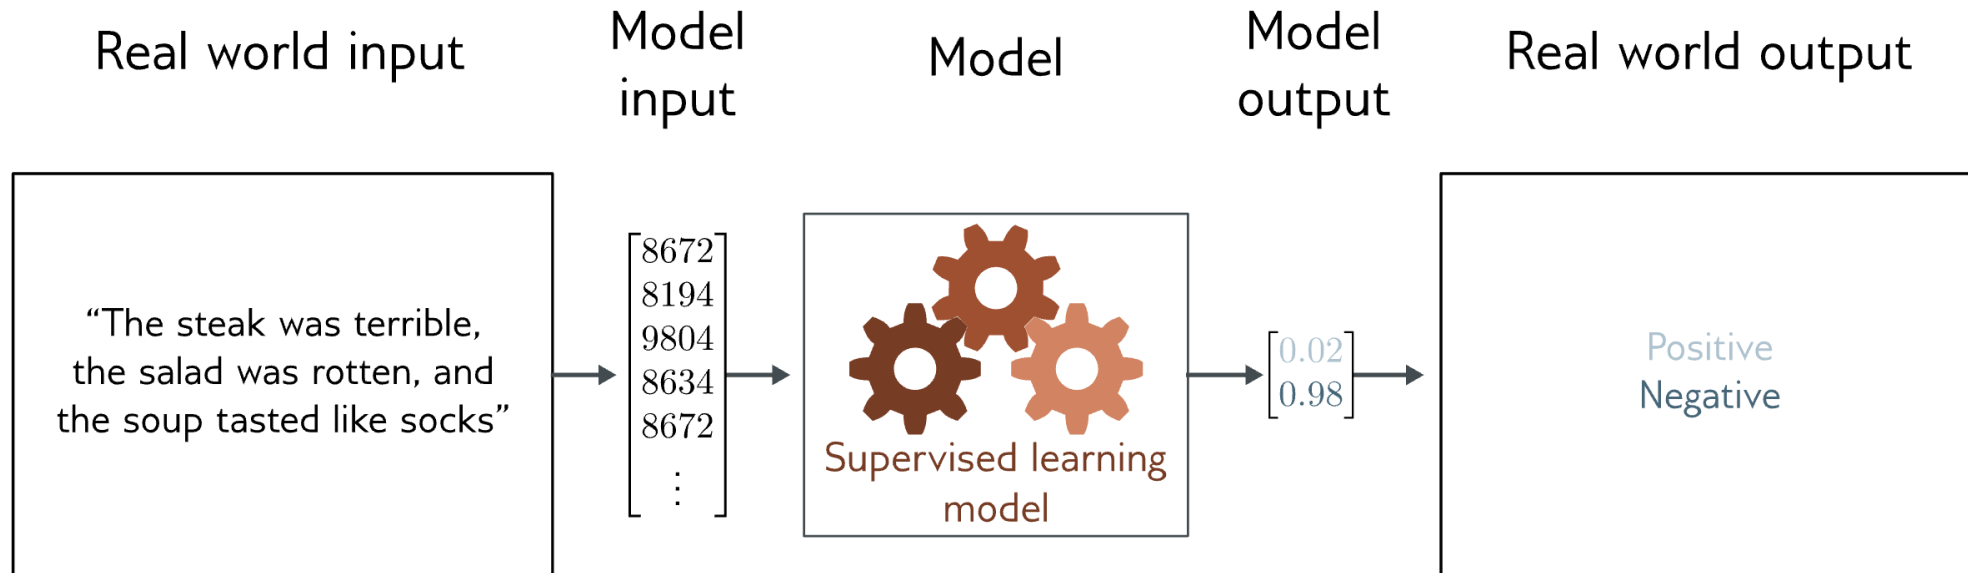 Real world input
Model
input
Model
Model
output
Real world output
“The steak was terrible,
the salad was rotten, and
the soup tasted like socks”
8672
8194
9804
8634
8672
⋮
Supervised learning
model
0.02
0.98
Positive
Negative